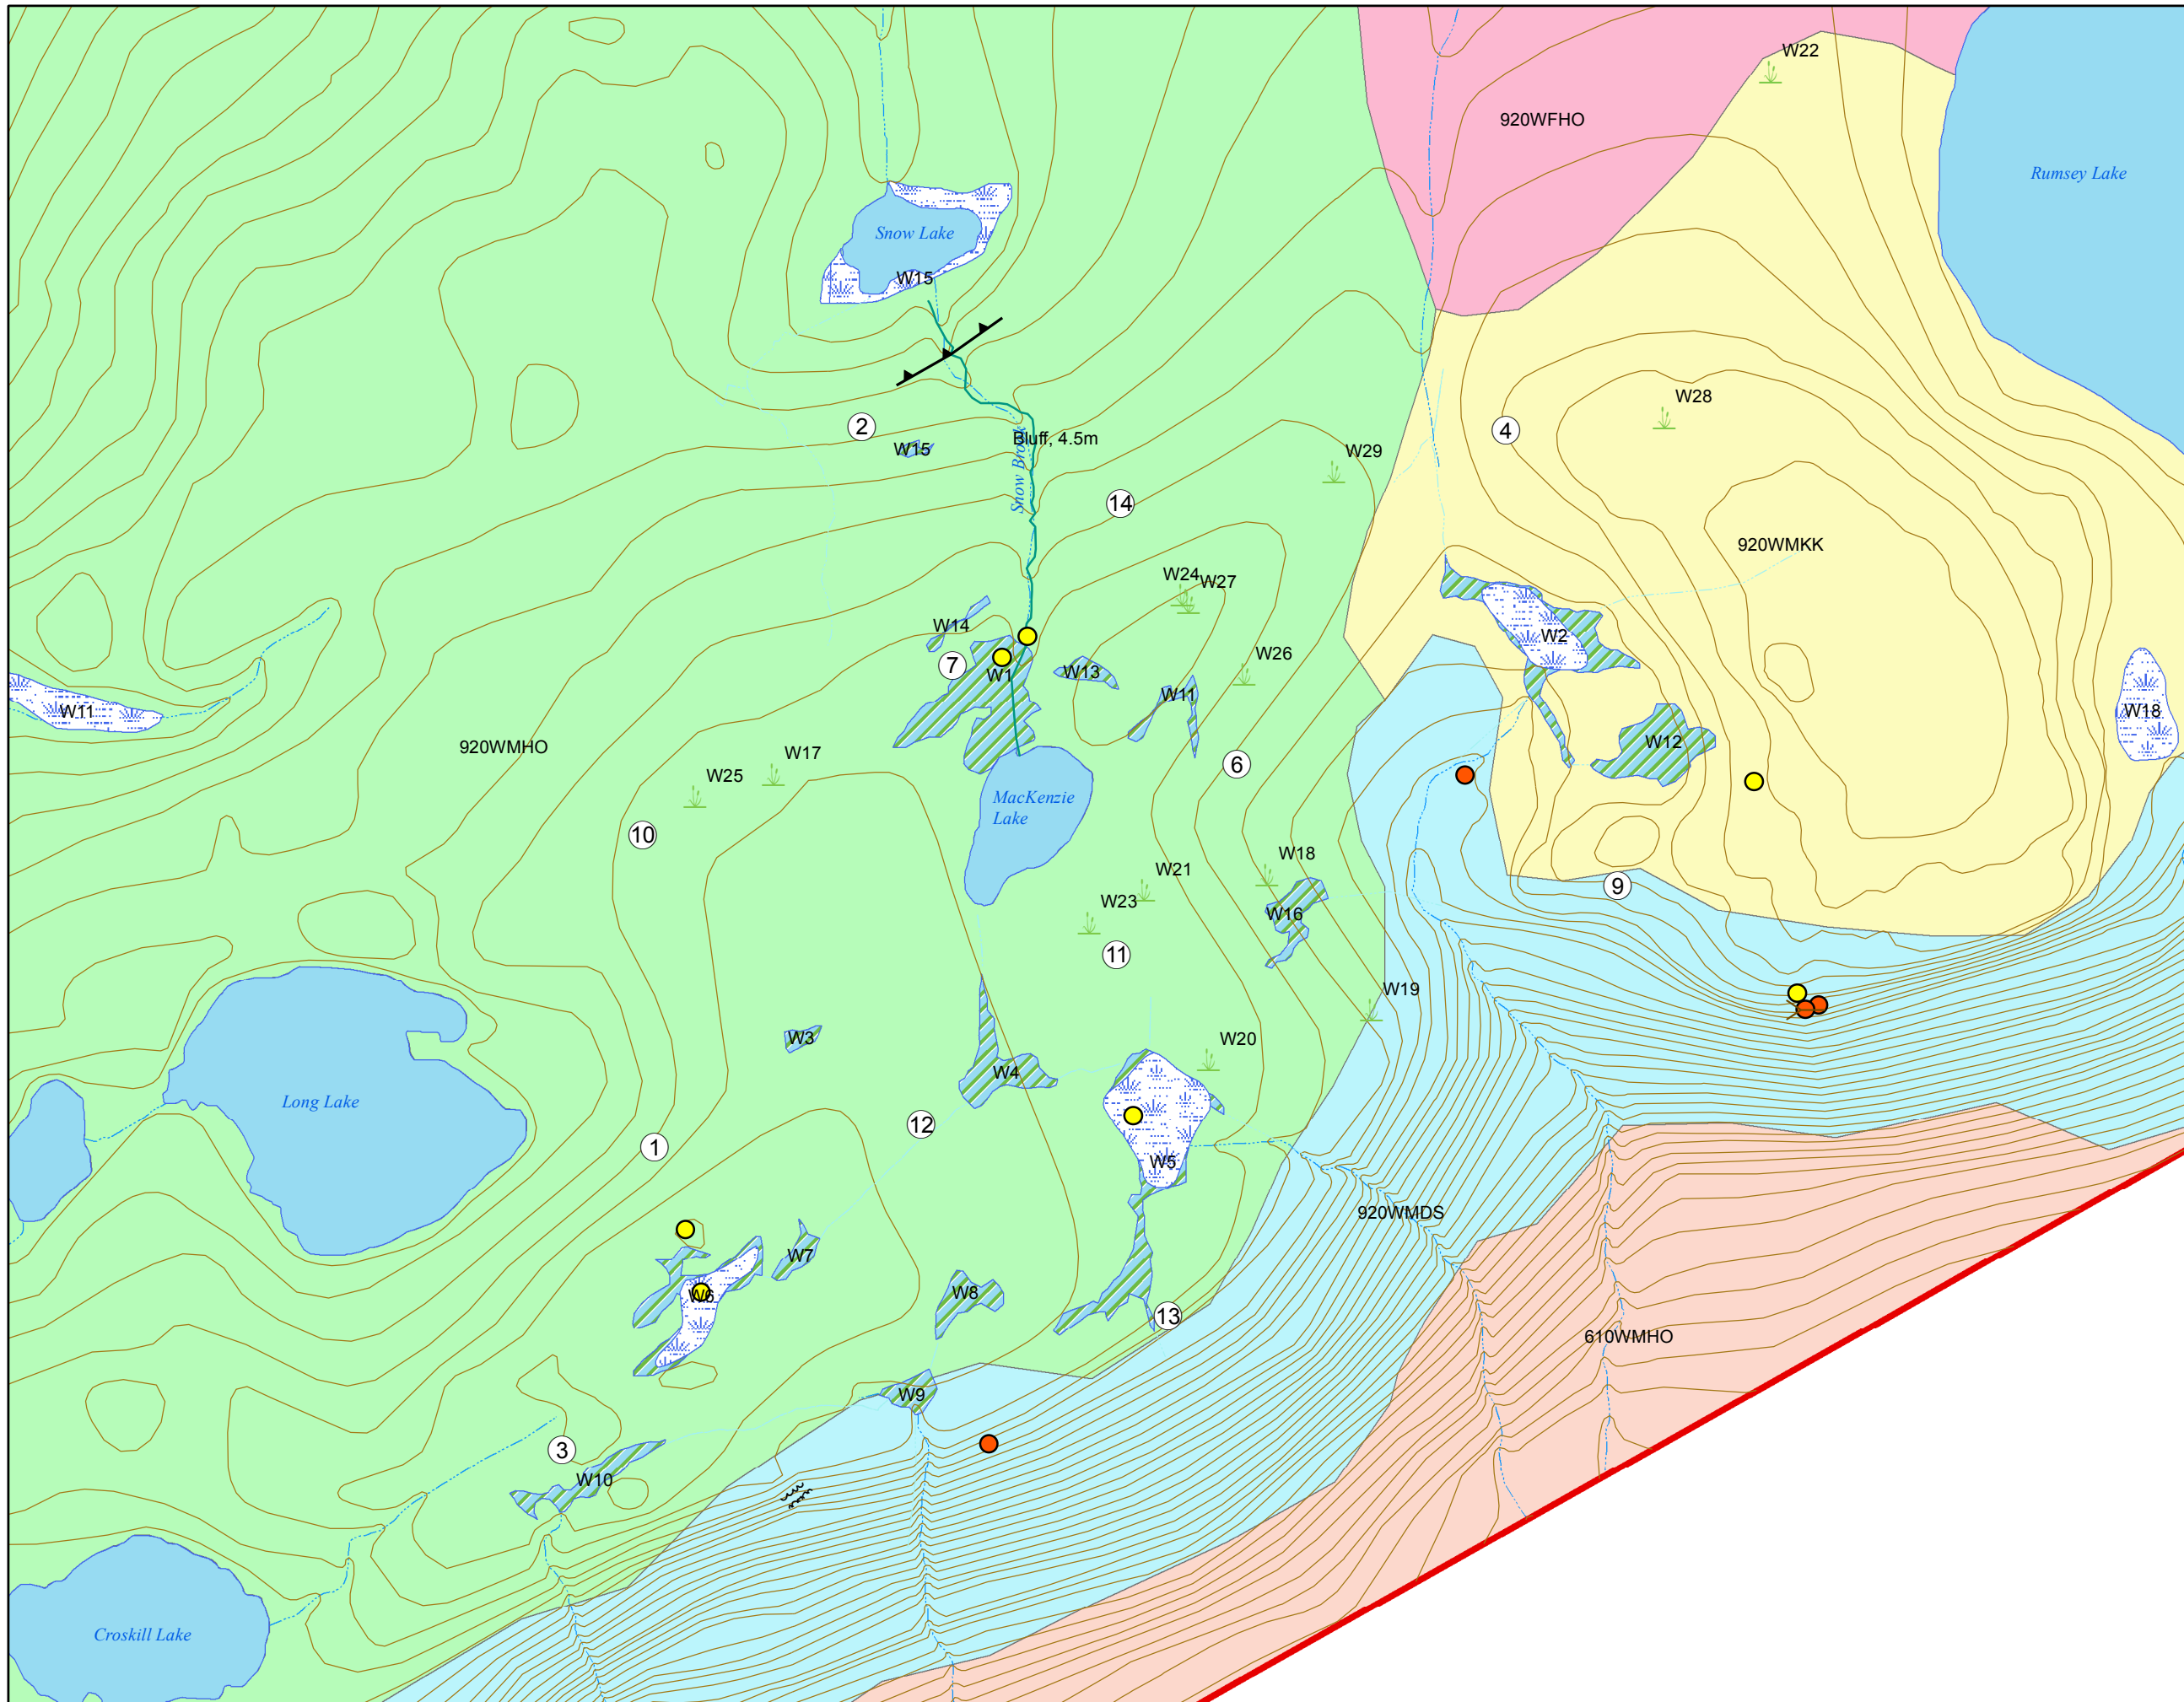 W22
920WFHO
Rumsey Lake
Snow Lake
W15
W28
2
4
Bluff, 4.5m
W15
W29
Snow Brook
14
920WMKK
W24
W27
W14
W2
7
W26
W1
W13
W11
W11
W18
920WMHO
W12
W17
6
W25
MacKenzie
Lake
10
W18
W21
9
W23
W16
11
W19
W3
W20
W4
Long Lake
12
1
W5
920WMDS
W7
W6
W8
13
610WMHO
W9
3
W10
Croskill Lake